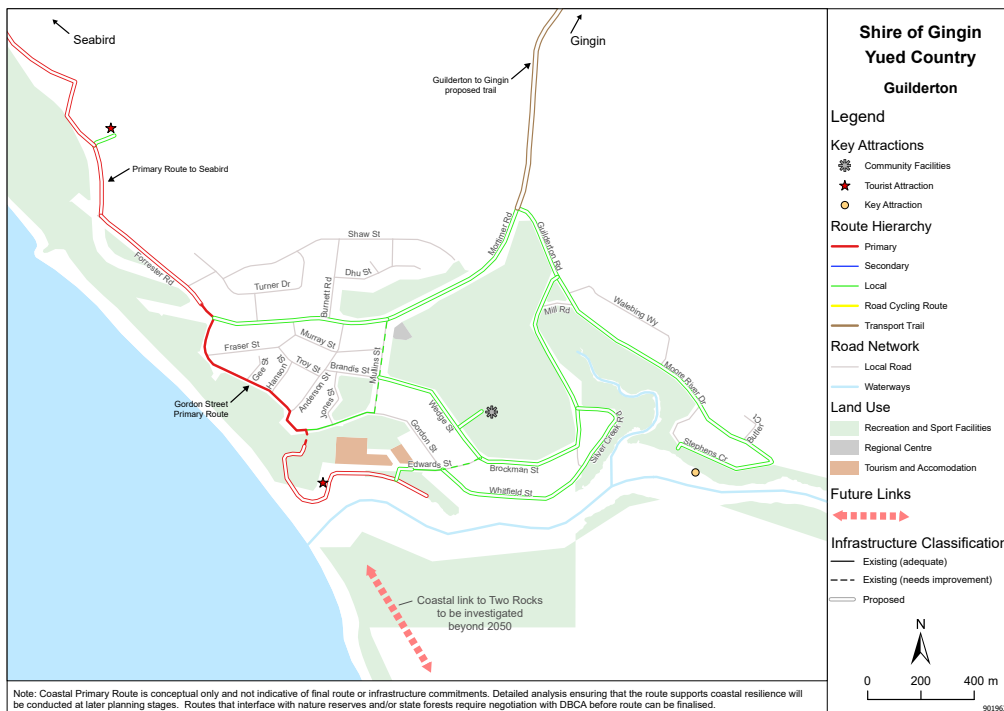 Seabird
Gingin
Guilderton to Gingin
proposed trail
Primary Route to Seabird
Forrester Rd
Shaw St
Dhu St
Turner Dr
Burnett Rd
Mortimer Rd
Guilderton Rd
Mill Rd
Walebing Wy
Moore River Dr
Fraser St
Murray St
Gee St
Hanson St
Troy St
Brandis St
Anderson St
Jones St
Mullins St
Gordon Street
Primary Route
Wedge St
Gordon St
Edwards St
Brockman St
Whitfield St
Silver Creek R
Stephens Cr
Butler Ct
Coastal link to Two Rocks
to be investigated
beyond 2050
Note: Coastal Primary Route is conceptual only and not indicative of final route or infrastructure commitments. Detailed analysis ensuring that the route supports coastal resilience will
be conducted at later planning stages. Routes that interface with nature reserves and/or state forests require negotiation with DBCA before route can be finalised.
Shire of Gingin
Yued Country
Guilderton
Legend
Key Attractions
Community Facilities
Tourist Attraction
Key Attraction
Route Hierarchy
Primary
Secondary
Local
Road Cycling Route
Transport Trail
Road Network
Local Road
Waterways
Land Use
Recreation and Sport Facilities
Regional Centre
Tourism and Accomodation
Future Links
Infrastructure Classification
Existing (adequate)
Existing (needs improvement)
Proposed
N
0 200 400 m
90196